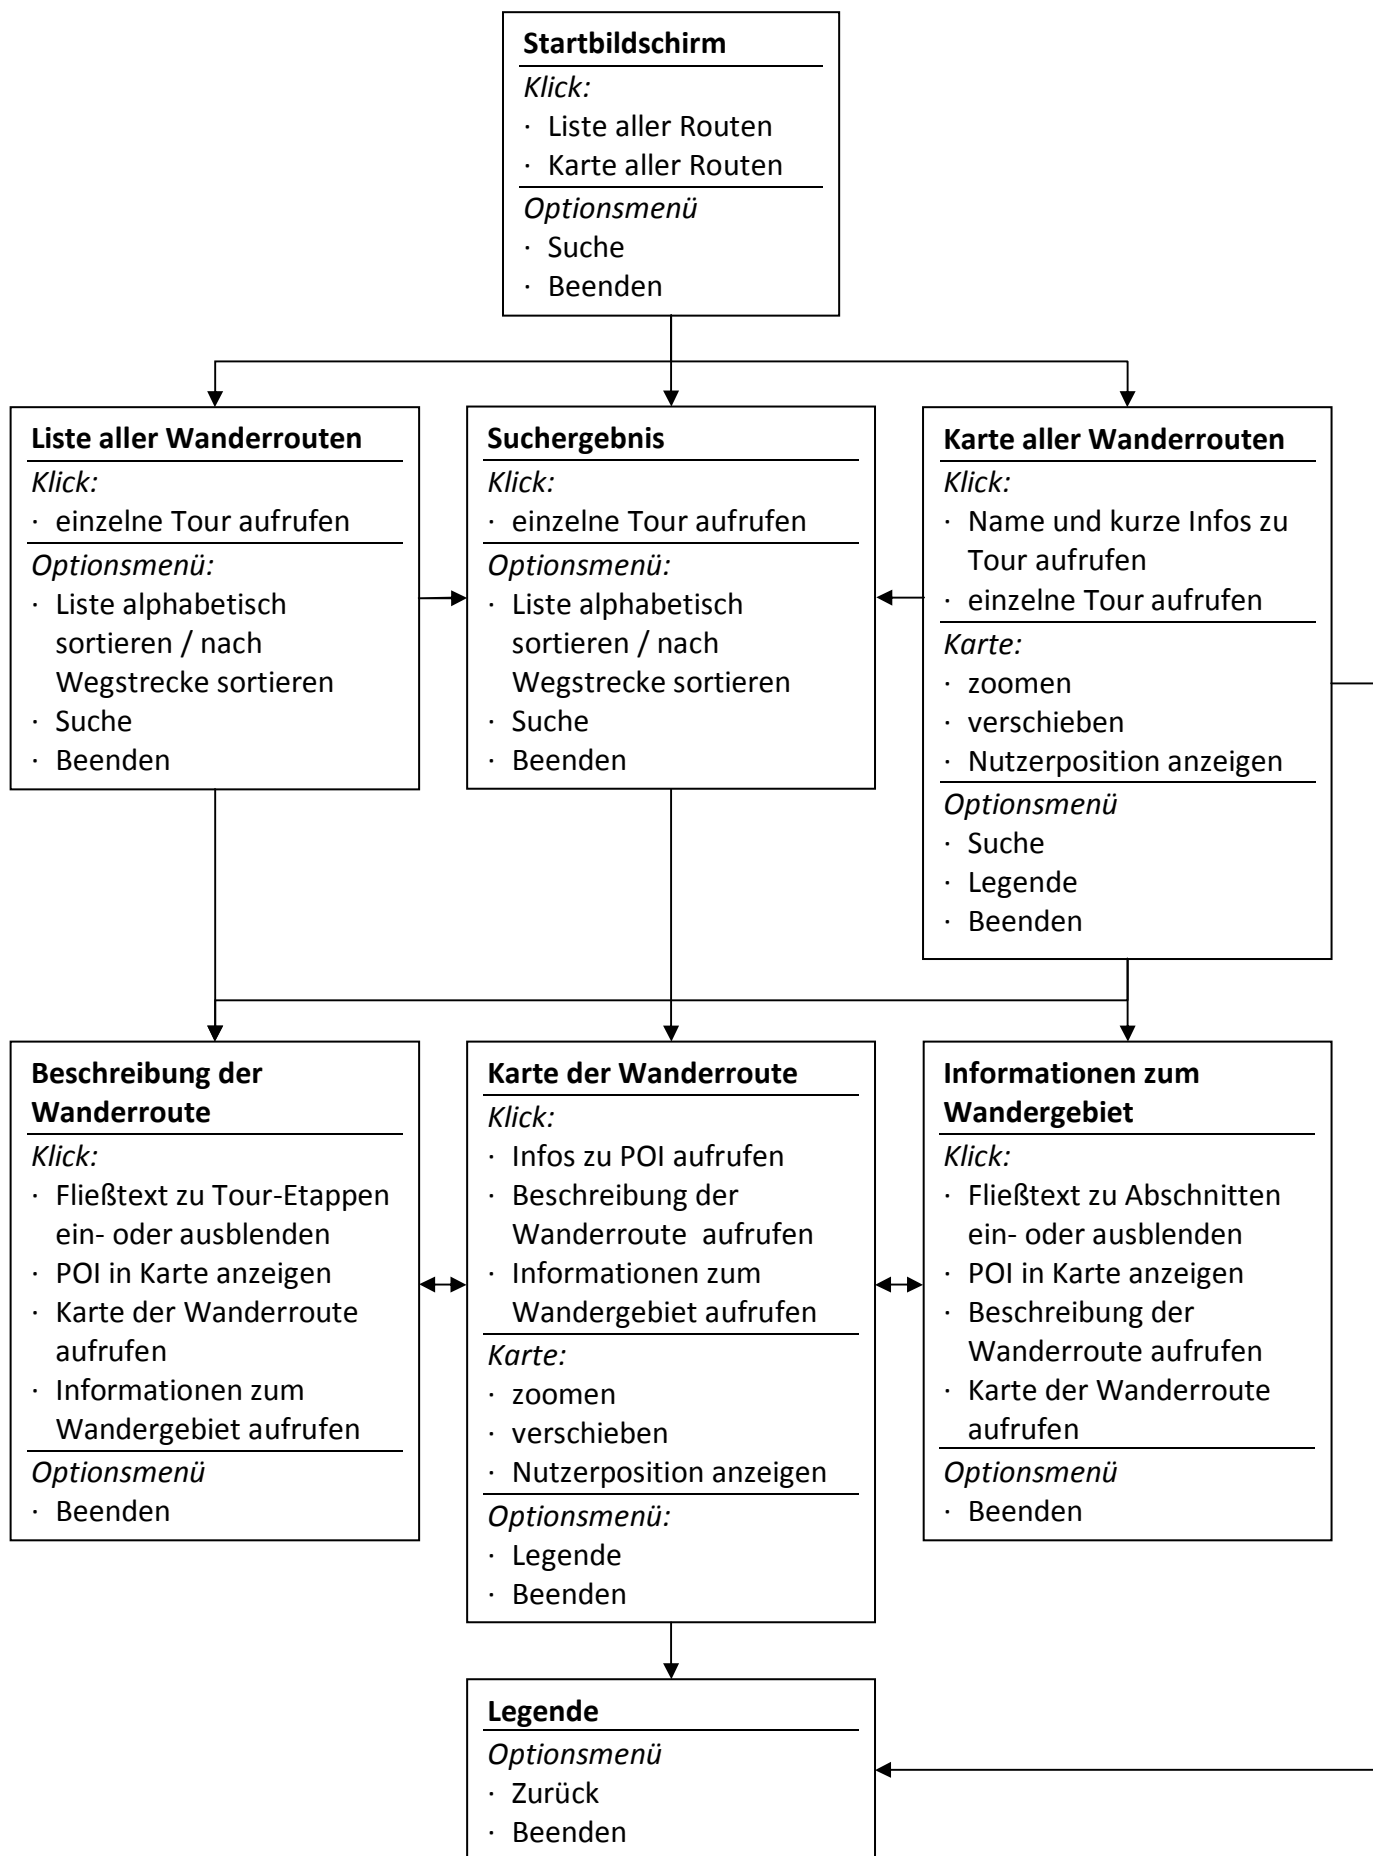 Startbildschirm
Klick:
· Liste aller Routen
· Karte aller Routen
Optionsmenü
· Suche
· Beenden
Liste aller Wanderrouten
Klick:
· einzelne Tour aufrufen
Optionsmenü:
· Liste alphabetisch
sortieren / nach
Wegstrecke sortieren
· Suche
· Beenden
Suchergebnis
Klick:
· einzelne Tour aufrufen
Optionsmenü:
· Liste alphabetisch
sortieren / nach
Wegstrecke sortieren
· Suche
· Beenden
Karte aller Wanderrouten
Klick:
· Name und kurze Infos zu
Tour aufrufen
· einzelne Tour aufrufen
Karte:
· zoomen
· verschieben
· Nutzerposition anzeigen
Optionsmenü
· Suche
· Legende
· Beenden
Beschreibung der
Wanderroute
Klick:
· Fließtext zu Tour-Etappen
ein- oder ausblenden
· POI in Karte anzeigen
· Karte der Wanderroute
aufrufen
· Informationen zum
Wandergebiet aufrufen
Optionsmenü
· Beenden
Karte der Wanderroute
Klick:
· Infos zu POI aufrufen
· Beschreibung der
Wanderroute  aufrufen
· Informationen zum
Wandergebiet aufrufen
Karte:
· zoomen
· verschieben
· Nutzerposition anzeigen
Optionsmenü:
· Legende
· Beenden
Informationen zum
Wandergebiet
Klick:
· Fließtext zu Abschnitten
ein- oder ausblenden
· POI in Karte anzeigen
· Beschreibung der
Wanderroute aufrufen
· Karte der Wanderroute
aufrufen
Optionsmenü
· Beenden
Legende
Optionsmenü
· Zurück
· Beenden